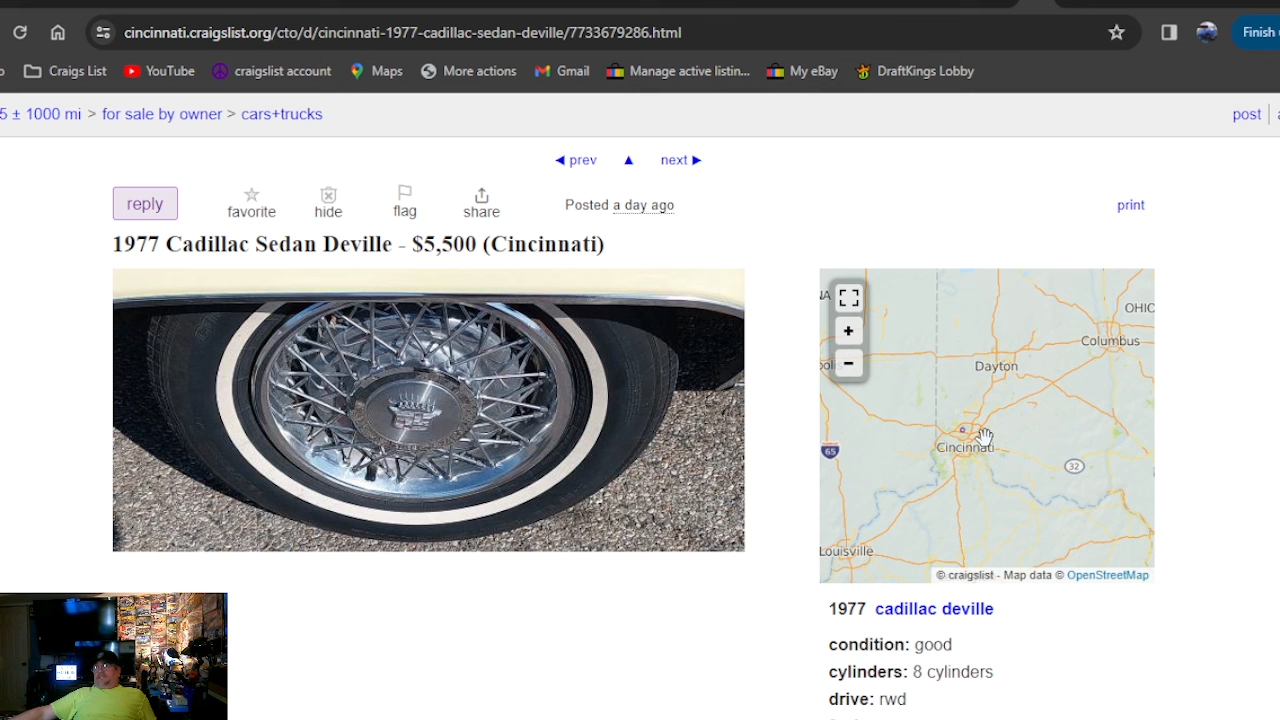 cincinnati.craigslist.org/cto/d/cincinnati-1977-cadillac-sedan-deville/7733679286.html
Finish
Craigs List
YouTube
craigslist account
Maps
More actions
Gmail
Manage active listin...
My eBay
DraftKings Lobby
5 ± 1000 mi > for sale by owner > cars+trucks
post
◀ prev ▲ next ▶
reply
favorite
hide
flag
share
Posted a day ago
print
1977 Cadillac Sedan Deville - $5,500 (Cincinnati)
+
−
OHIO
Columbus
Dayton
65
Cincinnati
32
Louisville
© craigslist - Map data © OpenStreetMap
1977 cadillac deville
condition: good
cylinders: 8 cylinders
drive: rwd